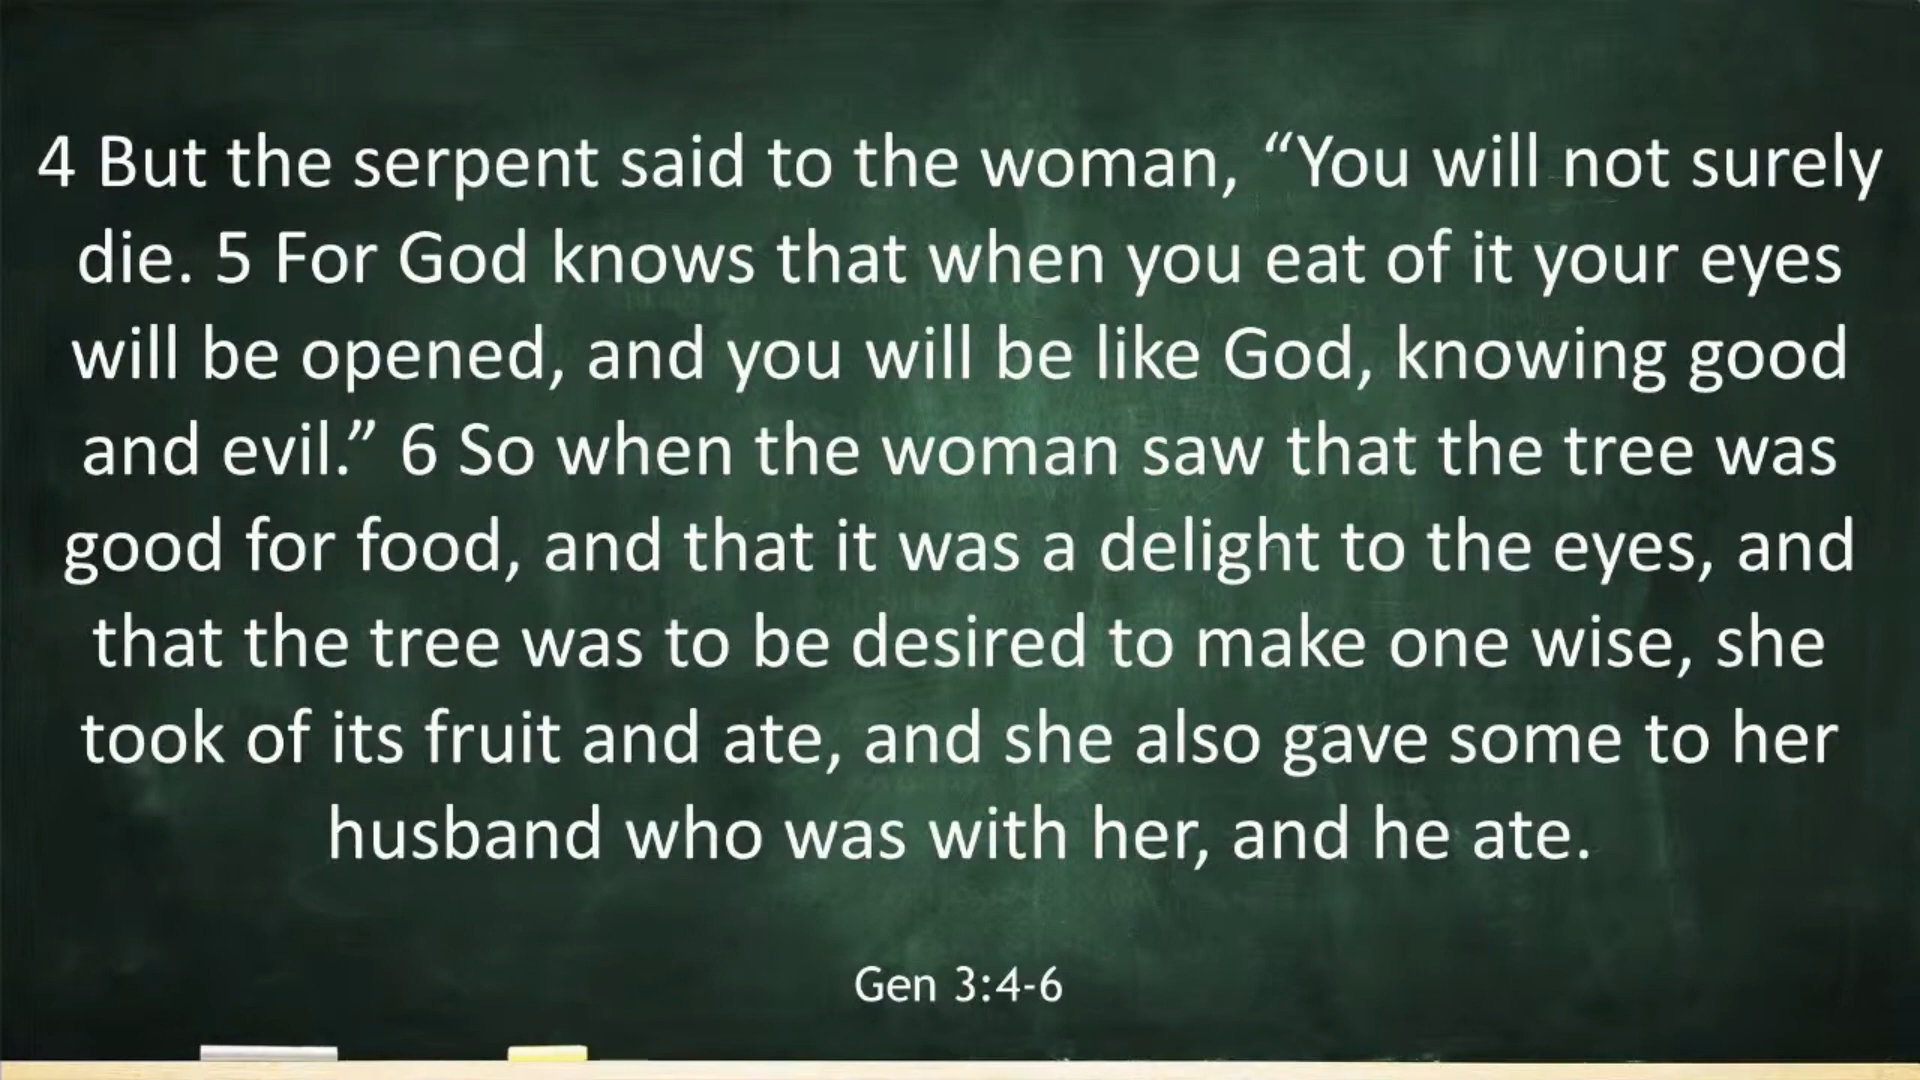 4 But the serpent said to the woman, “You will not surely
die. 5 For God knows that when you eat of it your eyes
will be opened, and you will be like God, knowing good
and evil.” 6 So when the woman saw that the tree was
good for food, and that it was a delight to the eyes, and
that the tree was to be desired to make one wise, she
took of its fruit and ate, and she also gave some to her
husband who was with her, and he ate.
Gen 3:4-6